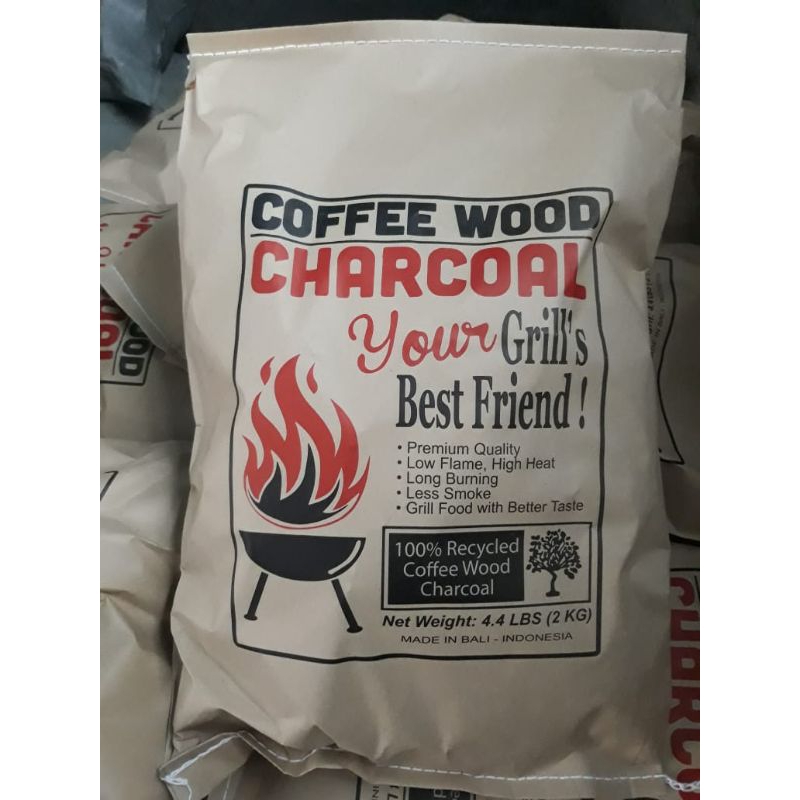 COFFEE WOOD
CHARCOAL
Your Grill's
Best Friend !
• Premium Quality
• Low Flame, High Heat
• Long Burning
• Less Smoke
• Grill Food with Better Taste
100% Recycled
Coffee Wood
Charcoal
Net Weight: 4.4 LBS (2 KG)
MADE IN BALI - INDONESIA